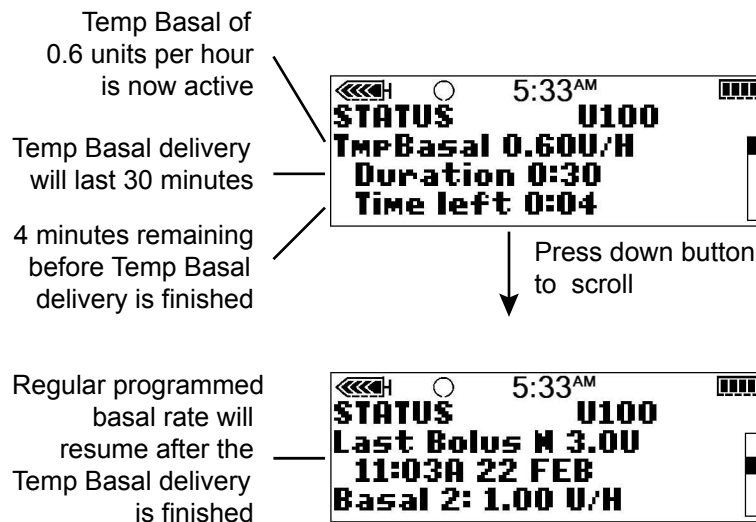 Temp Basal of
0.6 units per hour
is now active
5:33AM
STATUS U100
TmpBasal 0.60U/H
Duration 0:30
Time left 0:04
Temp Basal delivery
will last 30 minutes
4 minutes remaining
before Temp Basal
delivery is finished
Press down button
to scroll
Regular programmed
basal rate will
resume after the
Temp Basal delivery
is finished
5:33AM
STATUS U100
Last Bolus N 3.0U
11:03A 22 FEB
Basal 2: 1.00 U/H